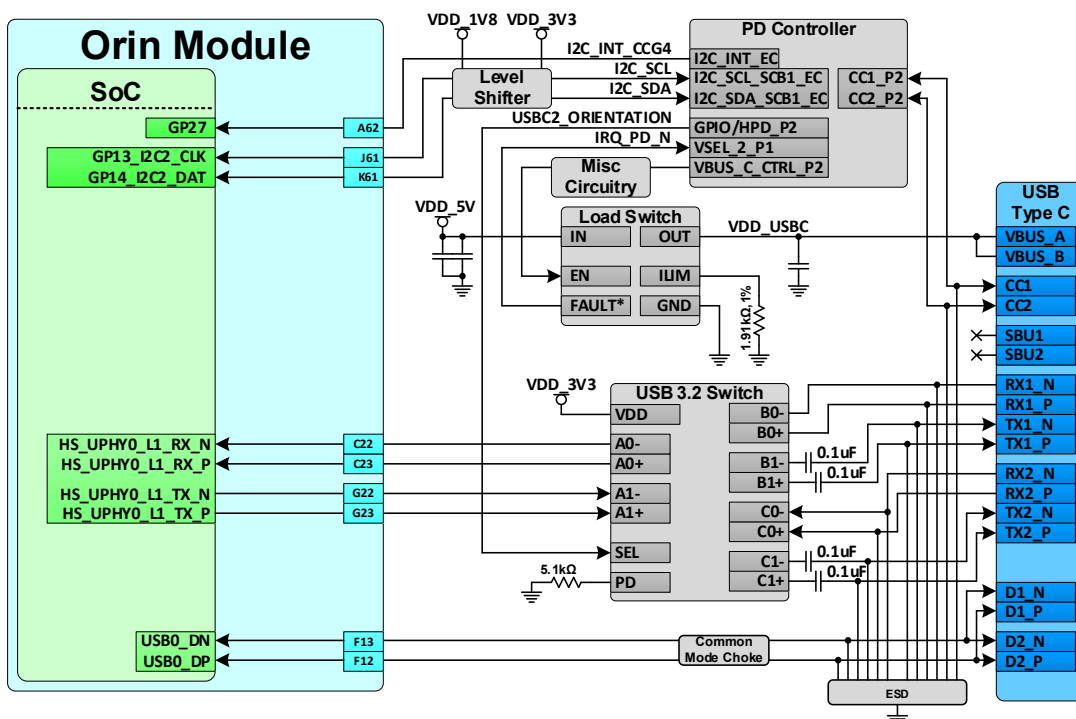 Orin Module
SoC
GP27
GP13_I2C2_CLK
GP14_I2C2_DAT
HS_UPHY0_L1_RX_N
HS_UPHY0_L1_RX_P
HS_UPHY0_L1_TX_N
HS_UPHY0_L1_TX_P
USB0_DN
USB0_DP
A62
J61
K61
C22
C23
G22
G23
F13
F12
VDD_1V8
VDD_3V3
I2C_INT_CCG4
I2C_SCL
I2C_SDA
Level
Shifter
USBC2_ORIENTATION
IRQ_PD_N
Misc
Circuitry
PD Controller
I2C_INT_EC
I2C_SCL_SCB1_EC
I2C_SDA_SCB1_EC
CC1_P2
CC2_P2
GPIO/HPD_P2
VSEL_2_P1
VBUS_C_CTRL_P2
VDD_5V
Load Switch
IN
OUT
EN
ILIM
FAULT*
GND
VDD_USBC
1.91kΩ,1%
VDD_3V3
USB 3.2 Switch
VDD
A0-
A0+
A1-
A1+
SEL
PD
B0-
B0+
B1-
B1+
C0-
C0+
C1-
C1+
0.1uF
0.1uF
0.1uF
0.1uF
5.1kΩ
Common
Mode Choke
ESD
USB
Type C
VBUS_A
VBUS_B
CC1
CC2
SBU1
SBU2
RX1_N
RX1_P
TX1_N
TX1_P
RX2_N
RX2_P
TX2_N
TX2_P
D1_N
D1_P
D2_N
D2_P